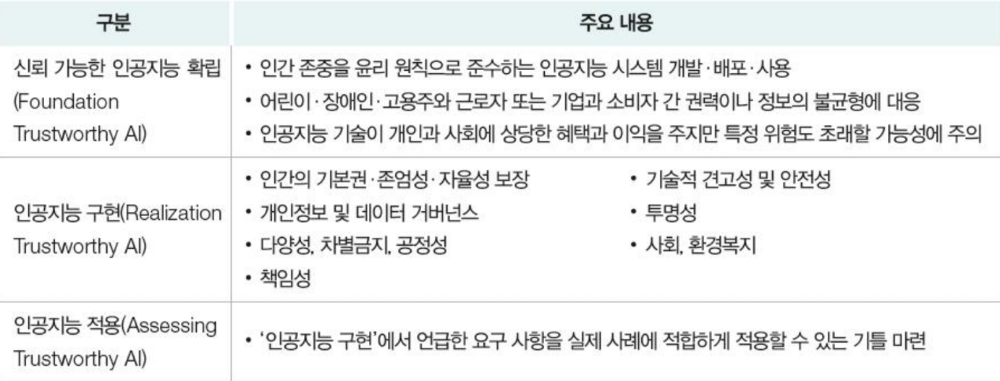 구분
주요 내용
신뢰 가능한 인공지능 확립
(Foundation
Trustworthy AI)
• 인간 존중을 윤리 원칙으로 준수하는 인공지능 시스템 개발·배포·사용
• 어린이·장애인·고용주와 근로자 또는 기업과 소비자 간 권력이나 정보의 불균형에 대응
• 인공지능 기술이 개인과 사회에 상당한 혜택과 이익을 주지만 특정 위험도 초래할 가능성에 주의
인공지능 구현(Realization
Trustworthy AI)
• 인간의 기본권·존엄성·자율성 보장
• 기술적 견고성 및 안전성
• 개인정보 및 데이터 거버넌스
• 투명성
• 다양성, 차별금지, 공정성
• 사회, 환경복지
• 책임성
인공지능 적용(Assessing
Trustworthy AI)
• ‘인공지능 구현’에서 언급한 요구 사항을 실제 사례에 적합하게 적용할 수 있는 기틀 마련